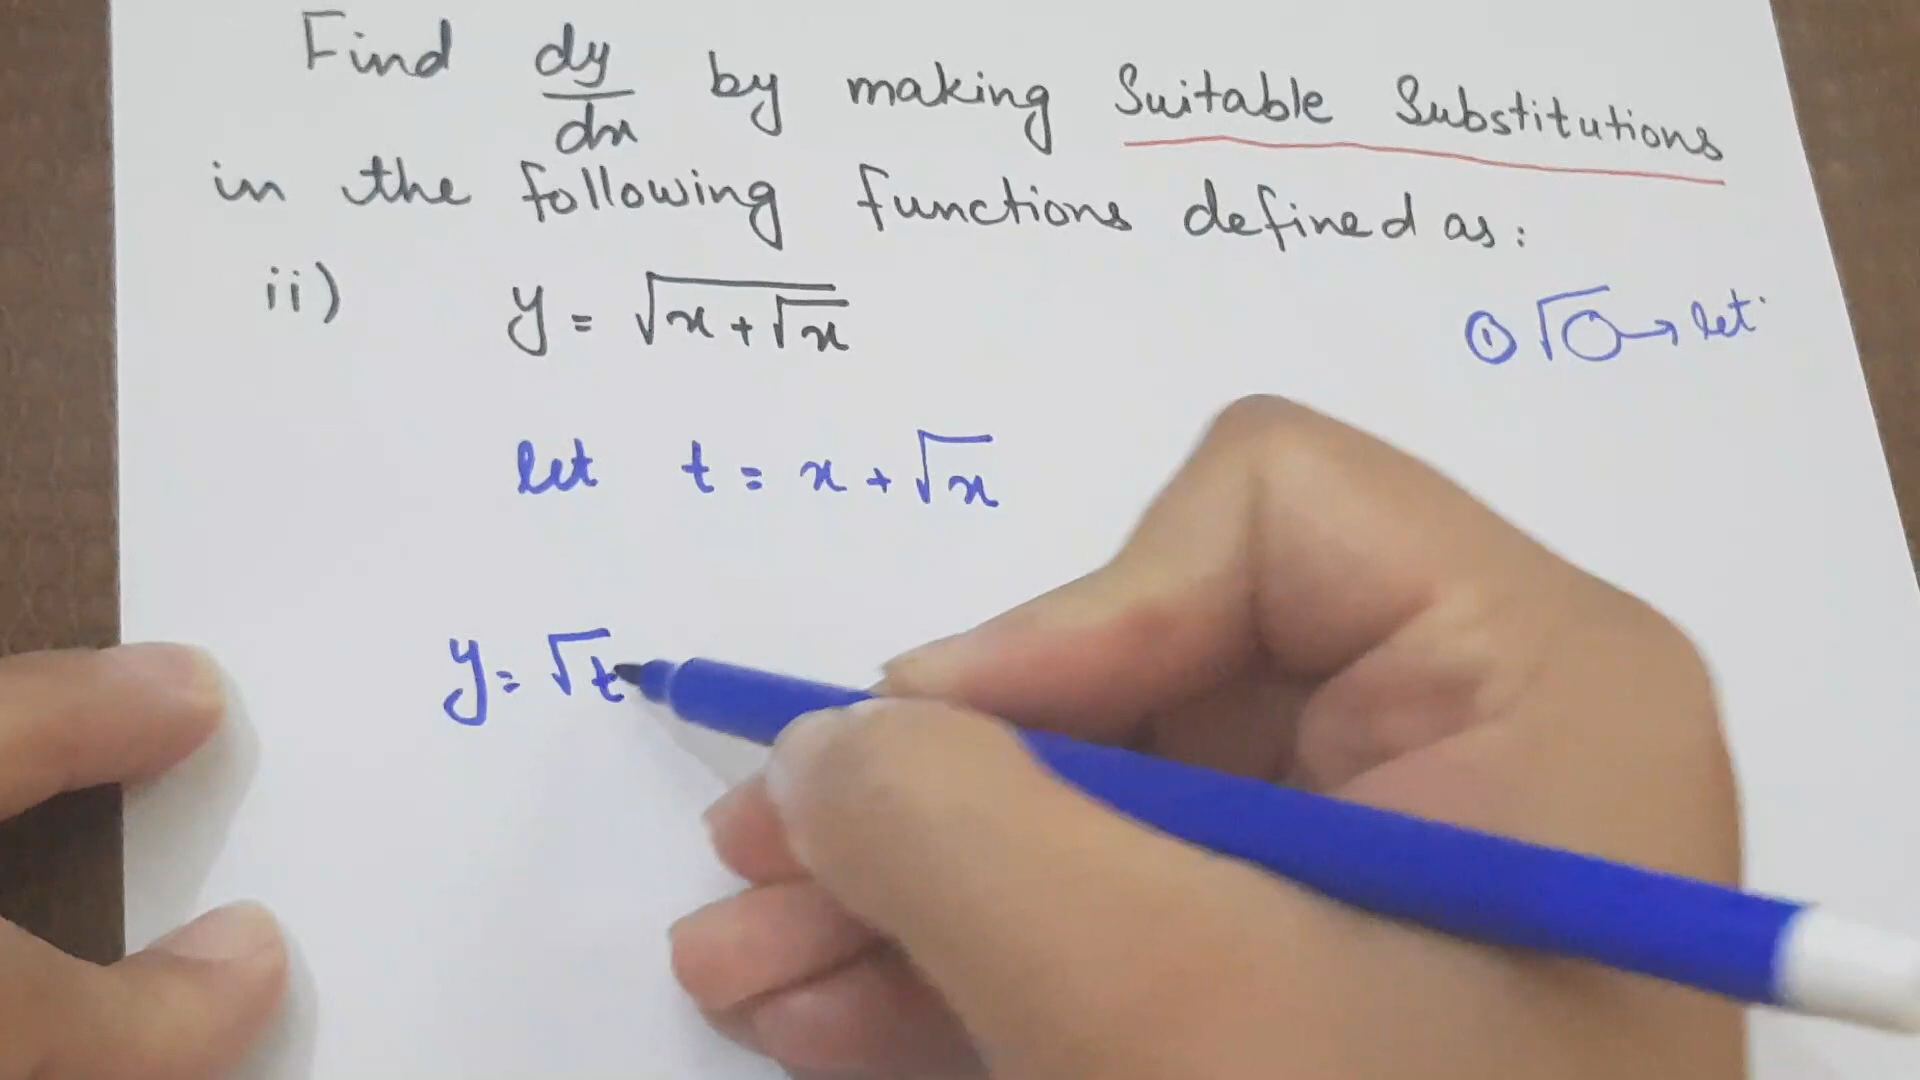 Find dy/dx by making Suitable Substitutions
in the following functions defined as:
ii) y = √(x + √x)
① √○ → let
let t = x + √x
y = √t